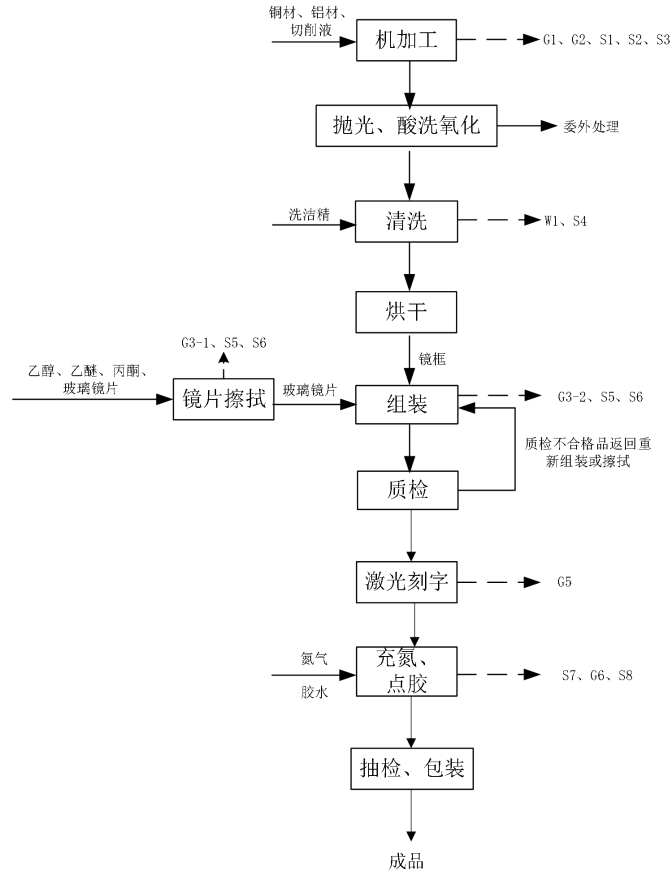 铜材、铝材、
切削液
机加工
G1、G2、S1、S2、S3
抛光、酸洗氧化
委外处理
洗洁精
清洗
W1、S4
烘干
G3-1、S5、S6
镜框
乙醇、乙醚、丙酮、
玻璃镜片
镜片擦拭
玻璃镜片
组装
G3-2、S5、S6
质检不合格品返回重
新组装或擦拭
质检
激光刻字
G5
氮气
胶水
充氮、
点胶
S7、G6、S8
抽检、包装
成品